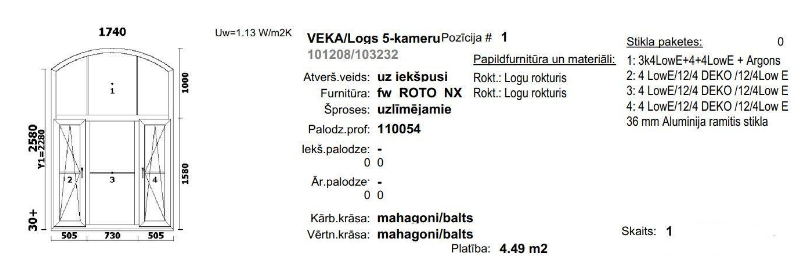 1740
1000
1580
2580
Y1=2280
30+
1
2
3
4
505 730 505
Uw=1.13 W/m2K
VEKA/Logs 5-kameru Pozīcija # 1
101208/103232
Atverš.veids: uz iekšpusi
Furnitūra: fw ROTO NX
Šproses: uzlīmējamie
Palodz.prof: 110054
Iekš.palodze: -
0 0
Ār.palodze: -
0 0
Kārb.krāsa: mahagoni/balts
Vērtn.krāsa: mahagoni/balts
Platība: 4.49 m2
Papildfurnitūra un materiāli:
Rokt.: Logu rokturis
Rokt.: Logu rokturis
Stikla paketes: 0
1: 3k4LowE+4+4LowE + Argons
2: 4 LowE/12/4 DEKO /12/4Low E
3: 4 LowE/12/4 DEKO /12/4Low E
4: 4 LowE/12/4 DEKO /12/4Low E
36 mm Aluminija ramitis stikla
Skaits: 1